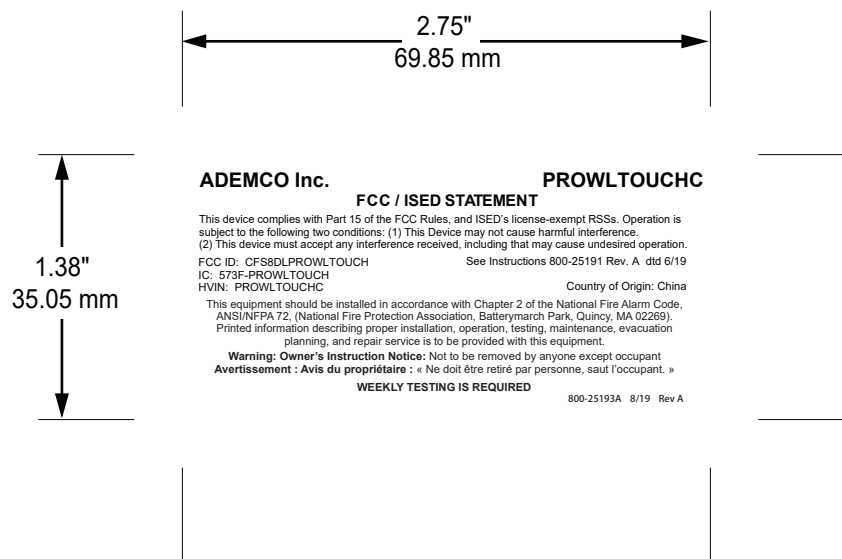 2.75"
69.85 mm
1.38"
35.05 mm
ADEMCO Inc. PROWLTOUCHC
FCC / ISED STATEMENT
This device complies with Part 15 of the FCC Rules, and ISED's license-exempt RSSs. Operation is
subject to the following two conditions: (1) This Device may not cause harmful interference.
(2) This device must accept any interference received, including that may cause undesired operation.
FCC ID: CFS8DLPROWLTOUCH See Instructions 800-25191 Rev. A dtd 6/19
IC: 573F-PROWLTOUCH
HVIN: PROWLTOUCHC Country of Origin: China
This equipment should be installed in accordance with Chapter 2 of the National Fire Alarm Code,
ANSI/NFPA 72, (National Fire Protection Association, Batterymarch Park, Quincy, MA 02269).
Printed information describing proper installation, operation, testing, maintenance, evacuation
planning, and repair service is to be provided with this equipment.
Warning: Owner's Instruction Notice: Not to be removed by anyone except occupant
Avertissement : Avis du propriétaire : « Ne doit être retiré par personne, saut l'occupant. »
WEEKLY TESTING IS REQUIRED
800-25193A 8/19 Rev A